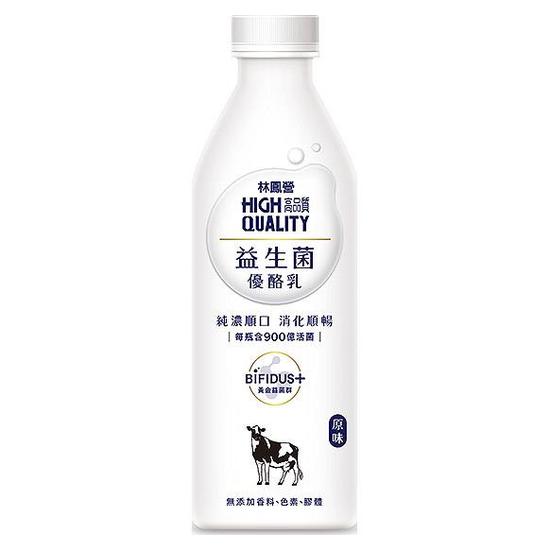 林鳳營
HIGH 高品質
QUALITY
益生菌
優酪乳
純濃順口 消化順暢
|每瓶含900億活菌|
BiFiDUS+
黃金益菌群
原味
無添加香料、色素、膠體